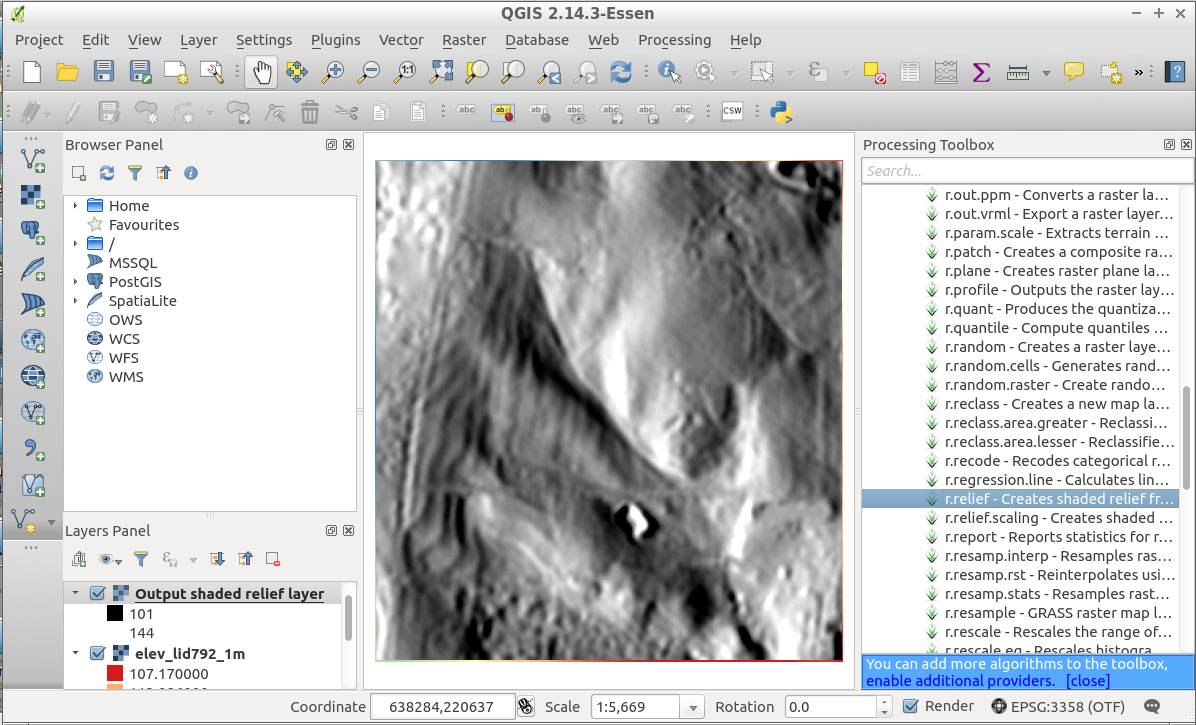 QGIS 2.14.3-Essen
Project Edit View Layer Settings Plugins Vector Raster Database Web Processing Help
1:1
abc ab abc abc abc abc abc CSW
Browser Panel
Home
Favourites
/
MSSQL
PostGIS
SpatiaLite
OWS
WCS
WFS
WMS
Layers Panel
Output shaded relief layer
101
144
elev_lid792_1m
107.170000
Processing Toolbox
Search...
r.out.ppm - Converts a raster la...
r.out.vrml - Export a raster layer...
r.param.scale - Extracts terrain ...
r.patch - Creates a composite ra...
r.plane - Creates raster plane la...
r.profile - Outputs the raster lay...
r.quant - Produces the quantiza...
r.quantile - Compute quantiles ...
r.random - Creates a raster laye...
r.random.cells - Generates rand...
r.random.raster - Create rando...
r.reclass - Creates a new map la...
r.reclass.area.greater - Reclassi...
r.reclass.area.lesser - Reclassifie...
r.recode - Recodes categorical r...
r.regression.line - Calculates lin...
r.relief - Creates shaded relief fr...
r.relief.scaling - Creates shaded ...
r.report - Reports statistics for r...
r.resamp.interp - Resamples ras...
r.resamp.rst - Reinterpolates usi...
r.resamp.stats - Resamples rast...
r.resample - GRASS raster map l...
r.rescale - Rescales the range of...
r.rescale.eq - Rescales histogra...
You can add more algorithms to the toolbox,
enable additional providers. [close]
Coordinate 638284,220637 Scale 1:5,669 Rotation 0.0 Render EPSG:3358 (OTF)